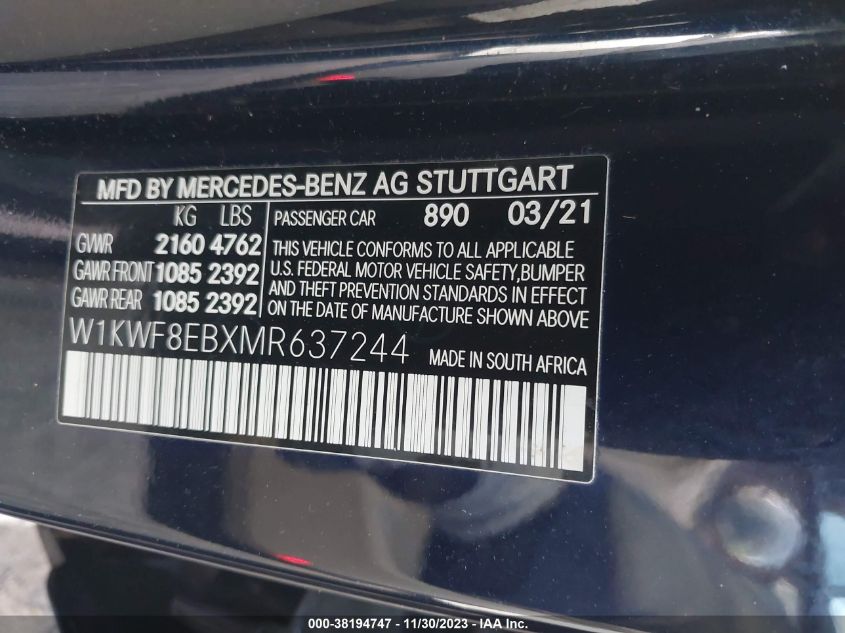 MFD BY MERCEDES-BENZ AG STUTTGART
KG LBS
GVWR 2160 4762
GAWR FRONT 1085 2392
GAWR REAR 1085 2392
PASSENGER CAR 890 03/21
THIS VEHICLE CONFORMS TO ALL APPLICABLE
U.S. FEDERAL MOTOR VEHICLE SAFETY,BUMPER
AND THEFT PREVENTION STANDARDS IN EFFECT
ON THE DATE OF MANUFACTURE SHOWN ABOVE
W1KWF8EBXMR637244
MADE IN SOUTH AFRICA
000-38194747 - 11/30/2023 - IAA Inc.